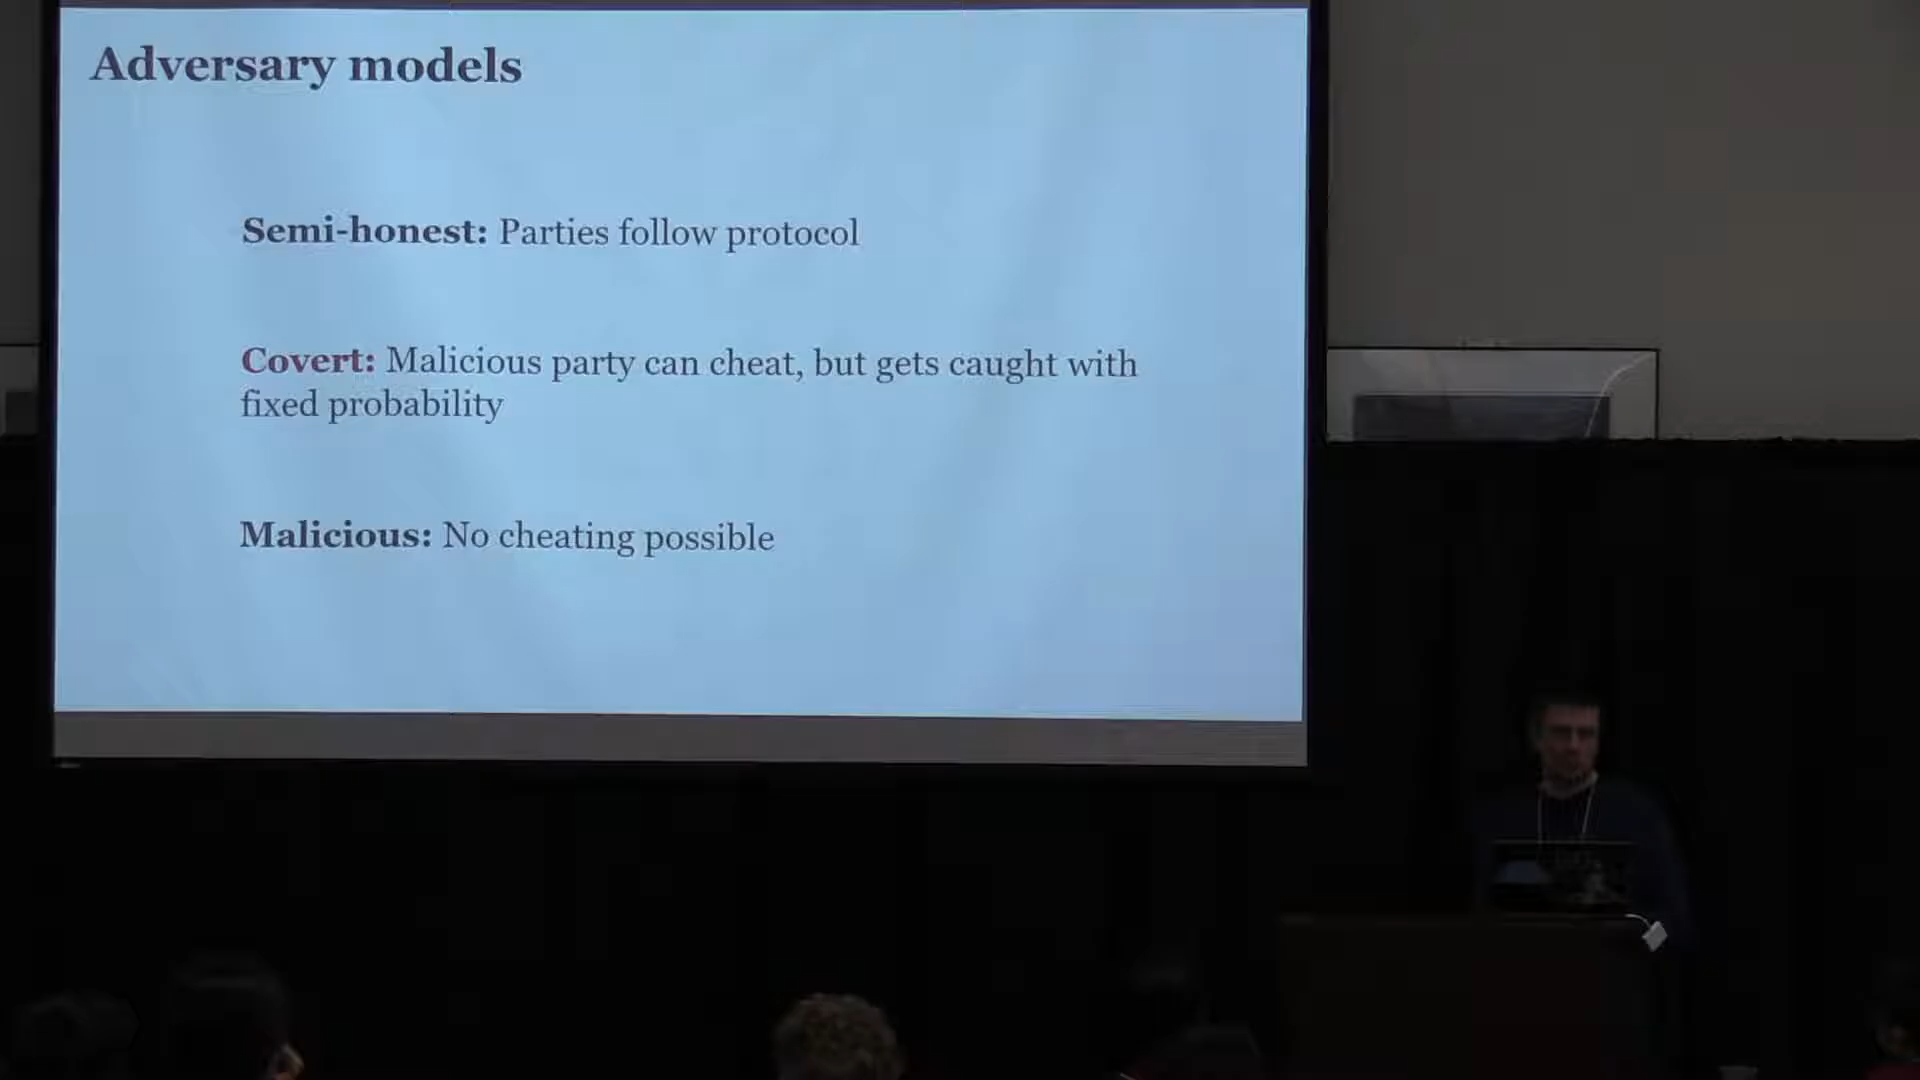 Adversary models
Semi-honest: Parties follow protocol
Covert: Malicious party can cheat, but gets caught with
fixed probability
Malicious: No cheating possible